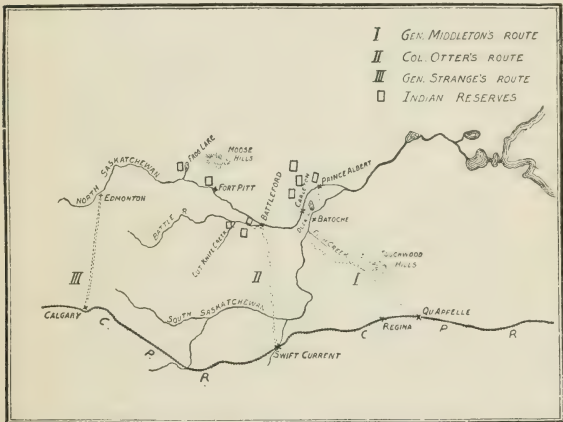 I GEN. MIDDLETON'S ROUTE
II COL. OTTER'S ROUTE
III GEN. STRANGE'S ROUTE
INDIAN RESERVES
FROG LAKE
MOOSE
HILLS
NORTH SASKATCHEWAN
FORT PITT
EDMONTON
BATTLE R.
CUT KNIFE CREEK
BATTLEFORD
CARLTON
PRINCE ALBERT
DUCK
BATOCHE
FISH CREEK
TOUCHWOOD
HILLS
III
II
I
SOUTH SASKATCHEWAN
CALGARY
C. P. R.
SWIFT CURRENT
C P R
REGINA
QU'APPELLE